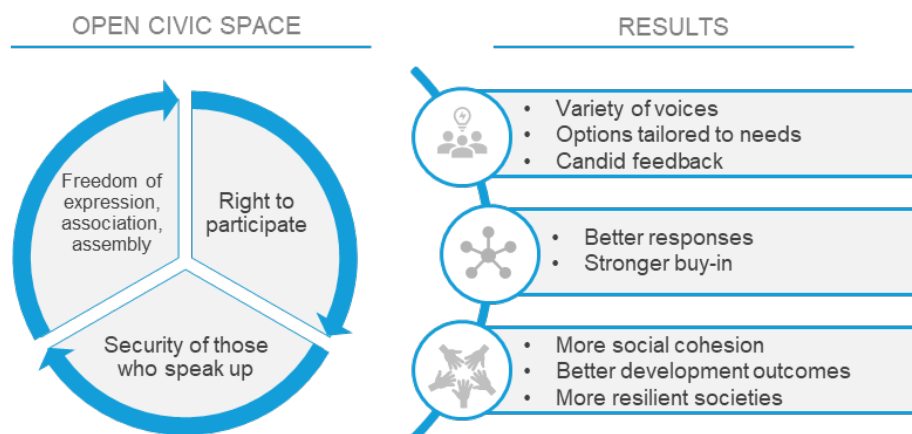 OPEN CIVIC SPACE
Freedom of
expression,
association,
assembly
Right to
participate
Security of those
who speak up
RESULTS
• Variety of voices
• Options tailored to needs
• Candid feedback
• Better responses
• Stronger buy-in
• More social cohesion
• Better development outcomes
• More resilient societies